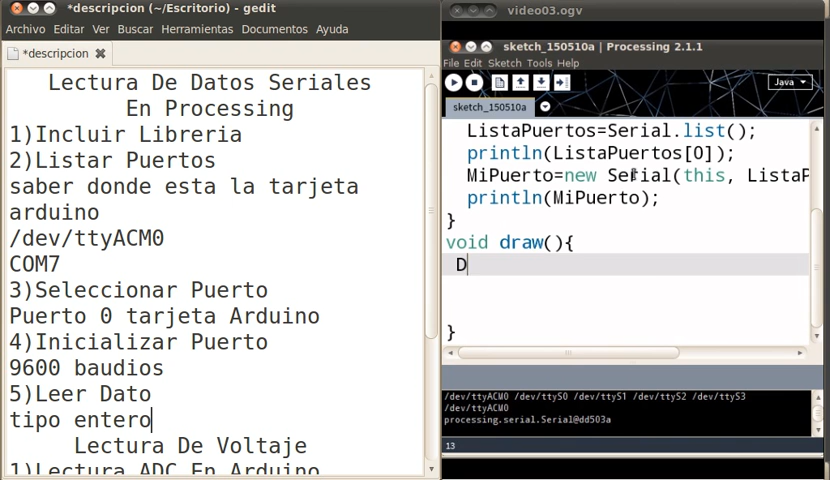 *descripcion (~/Escritorio) - gedit
Archivo Editar Ver Buscar Herramientas Documentos Ayuda
*descripcion
Lectura De Datos Seriales
En Processing
1)Incluir Libreria
2)Listar Puertos
saber donde esta la tarjeta
arduino
/dev/ttyACM0
COM7
3)Seleccionar Puerto
Puerto 0 tarjeta Arduino
4)Inicializar Puerto
9600 baudios
5)Leer Dato
tipo entero
Lectura De Voltaje
1)Lectura ADC En Arduino
video03.ogv
sketch_150510a | Processing 2.1.1
File Edit Sketch Tools Help
Java
sketch_150510a
ListaPuertos=Serial.list();
println(ListaPuertos[0]);
MiPuerto=new Serial(this, ListaP
println(MiPuerto);
}
void draw(){
D
}
/dev/ttyACM0 /dev/ttyS0 /dev/ttyS1 /dev/ttyS2 /dev/ttyS3
/dev/ttyACM0
processing.serial.Serial@dd503a
13